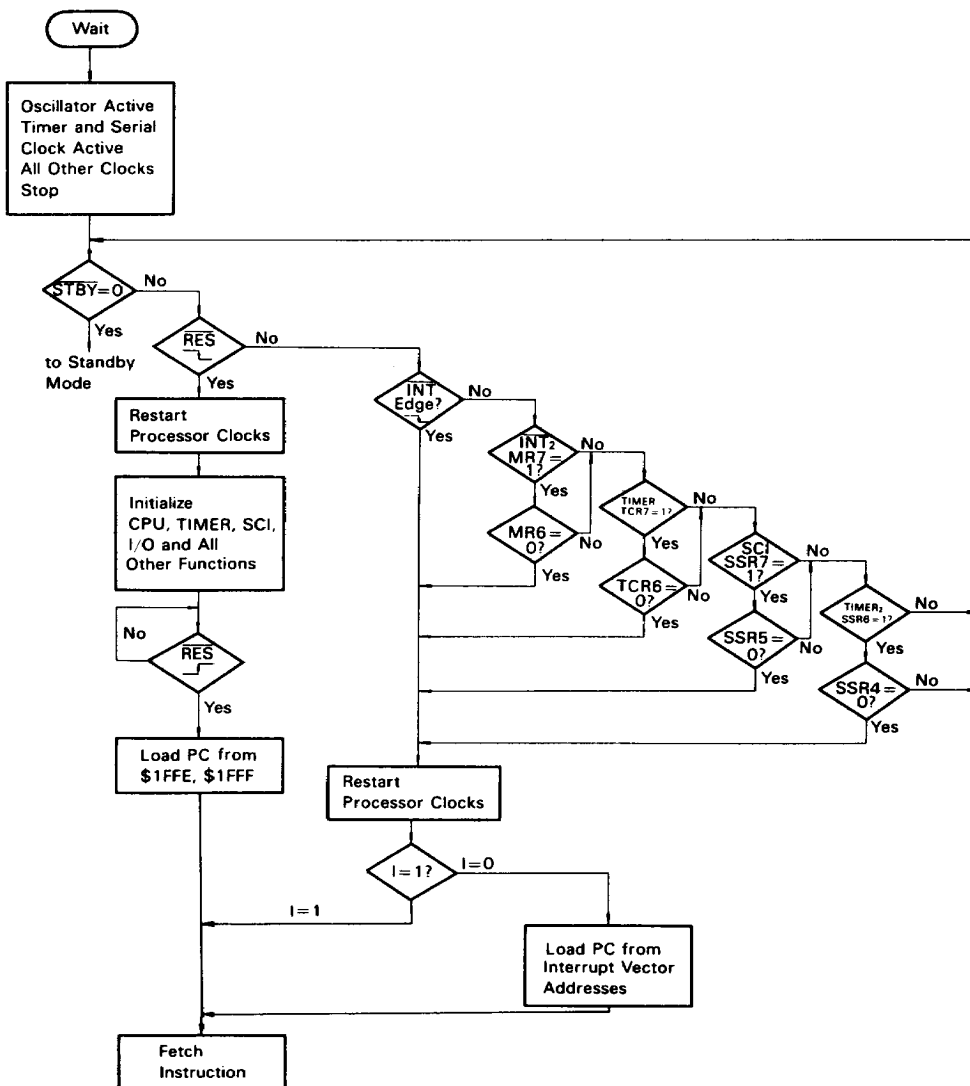 Wait
Oscillator Active
Timer and Serial
Clock Active
All Other Clocks
Stop
STBY=0
No
Yes
to Standby
Mode
RES
No
Yes
Restart
Processor Clocks
Initialize
CPU, TIMER, SCI,
I/O and All
Other Functions
No
RES
Yes
Load PC from
$1FFE, $1FFF
INT
Edge?
No
Yes
INT2
MR7=
1?
No
Yes
MR6=
0?
No
Yes
TIMER
TCR7=1?
No
Yes
TCR6=
0?
No
Yes
SCI
SSR7=
1?
No
Yes
SSR5=
0?
No
Yes
TIMER2
SSR6=1?
No
Yes
SSR4=
0?
No
Yes
Restart
Processor Clocks
I=1?
I=0
I=1
Load PC from
Interrupt Vector
Addresses
Fetch
Instruction